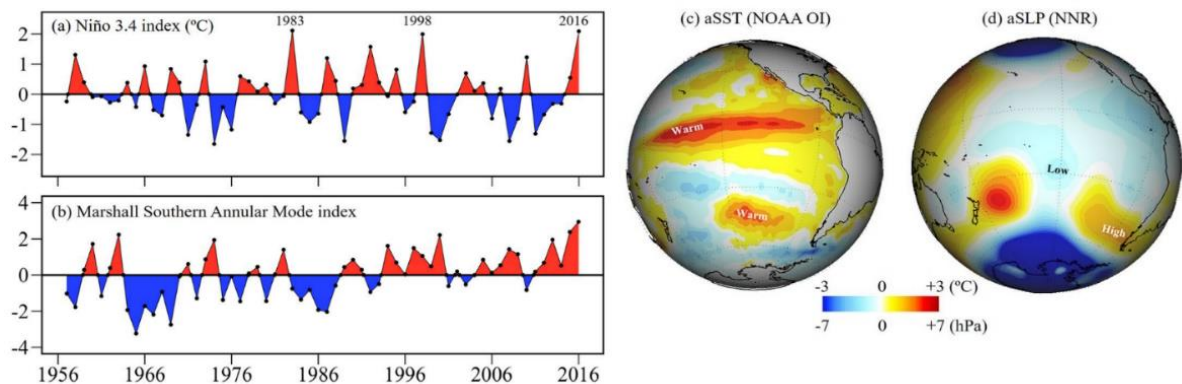 (a) Niño 3.4 index (ºC)
1983
1998
2016
2
1
0
-1
-2
(b) Marshall Southern Annular Mode index
4
2
0
-2
-4
1956
1966
1976
1986
1996
2006
2016
(c) aSST (NOAA OI)
Warm
Warm
(d) aSLP (NNR)
Low
High
-3 0 +3 (ºC)
-7 0 +7 (hPa)